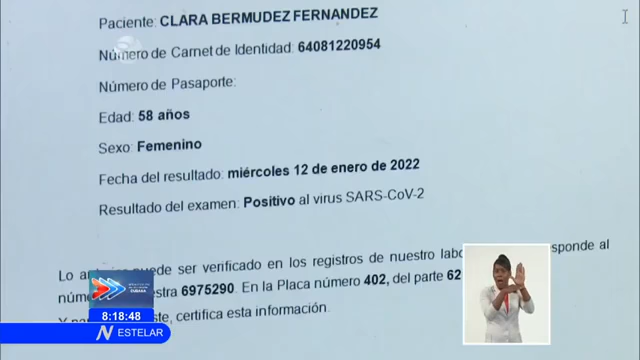 Paciente: CLARA BERMUDEZ FERNANDEZ
Número de Carnet de Identidad: 64081220954
Número de Pasaporte:
Edad: 58 años
Sexo: Femenino
Fecha del resultado: miércoles 12 de enero de 2022
Resultado del examen: Positivo al virus SARS-CoV-2
Lo puede ser verificado en los registros de nuestro al
6975290. En la Placa número 402, del parte 62
certifica esta información.
CUBANA
8:18:48
N ESTELAR